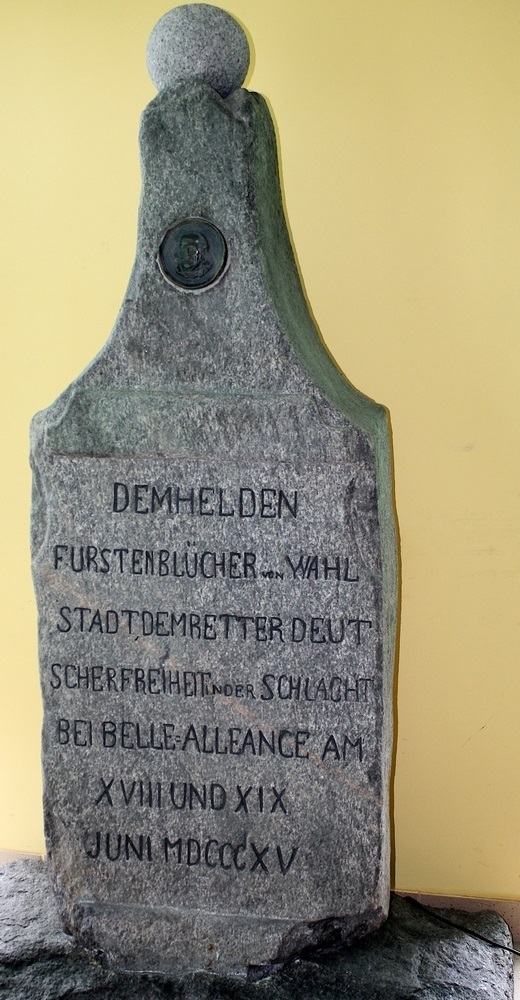 DEMHELDEN
FURSTENBLÜCHER VON WAHL
STADT,DEMRETTER DEUT
SCHERFREIHEIT IN DER SCHLACHT
BEI BELLE=ALLEANCE AM
XVIII UND XIX
JUNI MDCCCXV